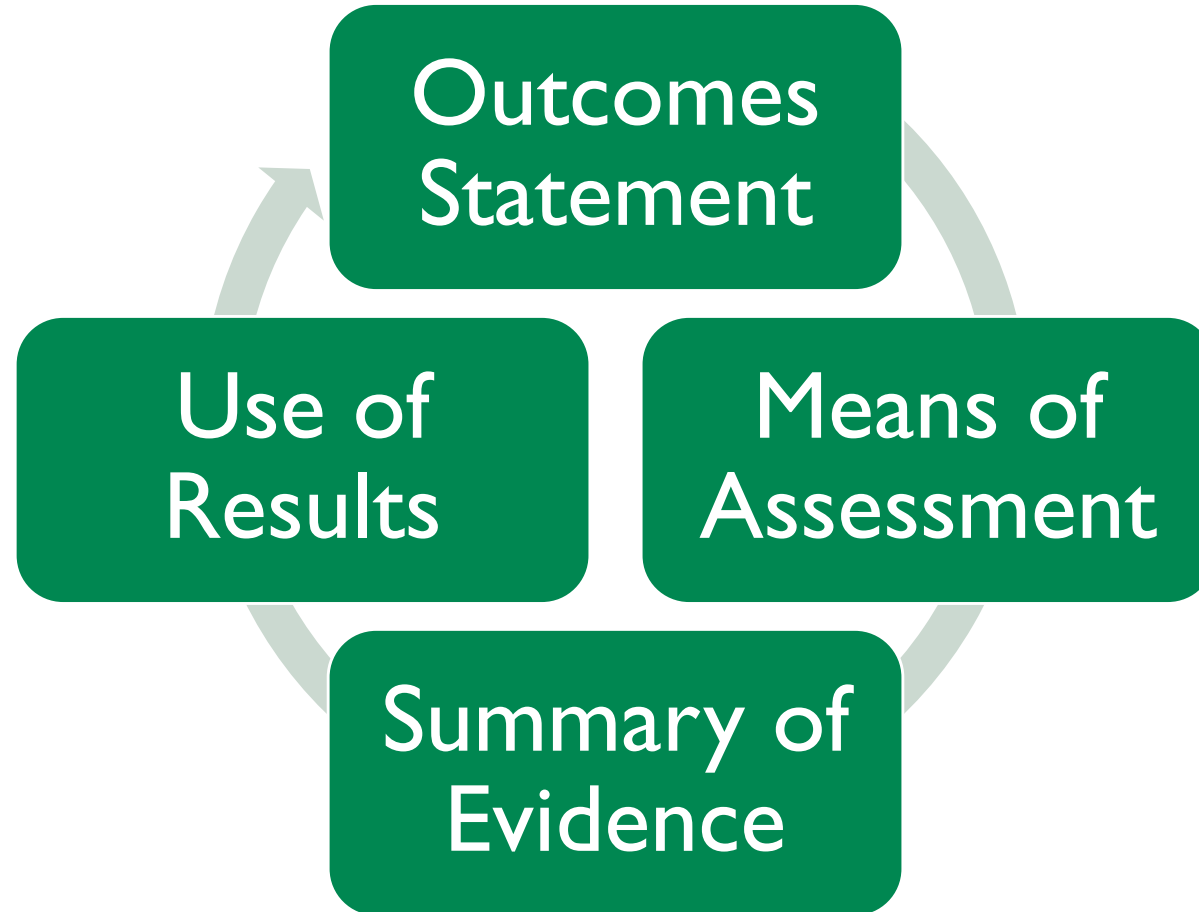 Outcomes
Statement
Use of
Results
Means of
Assessment
Summary of
Evidence